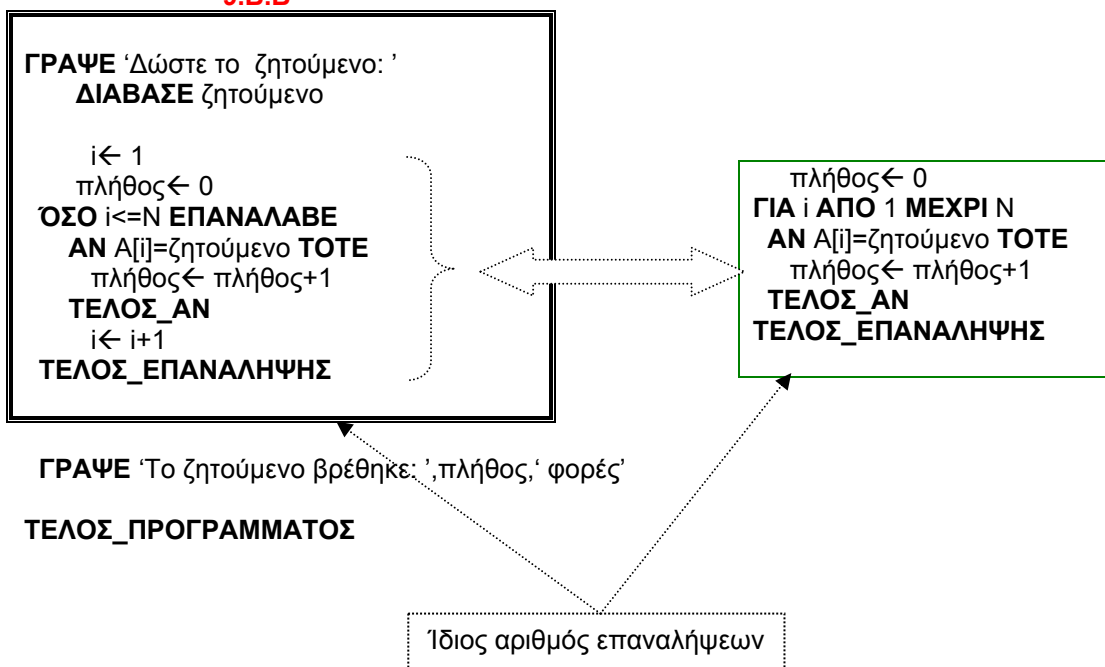 ΓΡΑΨΕ ‘Δώστε το ζητούμενο: ’
ΔΙΑΒΑΣΕ ζητούμενο
i← 1
πλήθος← 0
ΌΣΟ i<=N ΕΠΑΝΑΛΑΒΕ
ΑΝ Α[i]=ζητούμενο ΤΟΤΕ
πλήθος← πλήθος+1
ΤΕΛΟΣ_ΑΝ
i← i+1
ΤΕΛΟΣ_ΕΠΑΝΑΛΗΨΗΣ
πλήθος← 0
ΓΙΑ i ΑΠΟ 1 ΜΕΧΡΙ Ν
ΑΝ Α[i]=ζητούμενο ΤΟΤΕ
πλήθος← πλήθος+1
ΤΕΛΟΣ_ΑΝ
ΤΕΛΟΣ_ΕΠΑΝΑΛΗΨΗΣ
ΓΡΑΨΕ ‘Το ζητούμενο βρέθηκε: ’,πλήθος,‘ φορές’
ΤΕΛΟΣ_ΠΡΟΓΡΑΜΜΑΤΟΣ
Ίδιος αριθμός επαναλήψεων